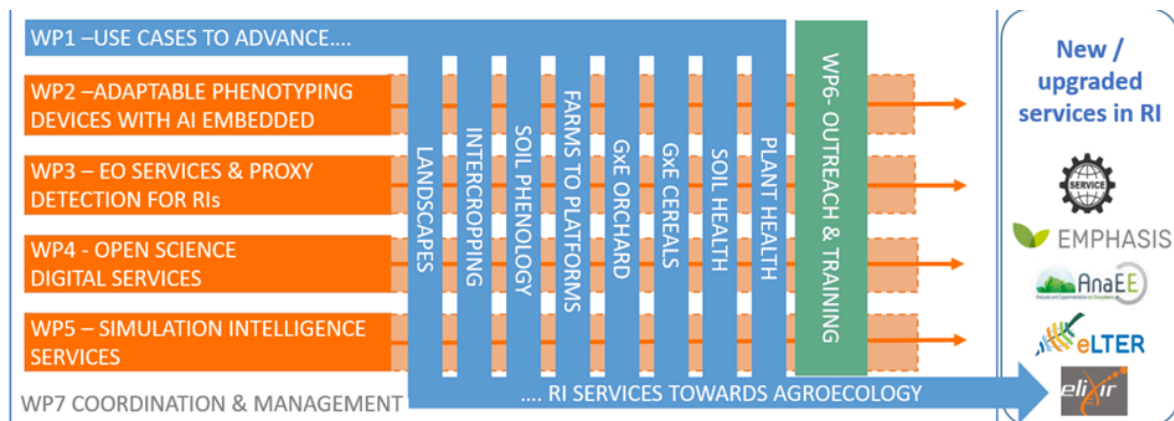 WP1 –USE CASES TO ADVANCE....
WP2 –ADAPTABLE PHENOTYPING
DEVICES WITH AI EMBEDDED
WP3 – EO SERVICES & PROXY
DETECTION FOR RIs
WP4 - OPEN SCIENCE
DIGITAL SERVICES
WP5 – SIMULATION INTELLIGENCE
SERVICES
WP7 COORDINATION & MANAGEMENT
LANDSCAPES
INTERCROPPING
SOIL PHENOLOGY
FARMS TO PLATFORMS
GxE ORCHARD
GxE CEREALS
SOIL HEALTH
PLANT HEALTH
WP6- OUTREACH & TRAINING
.... RI SERVICES TOWARDS AGROECOLOGY
New /
upgraded
services in RI
SERVICE
EMPHASIS
AnaEE
eLTER
elixir